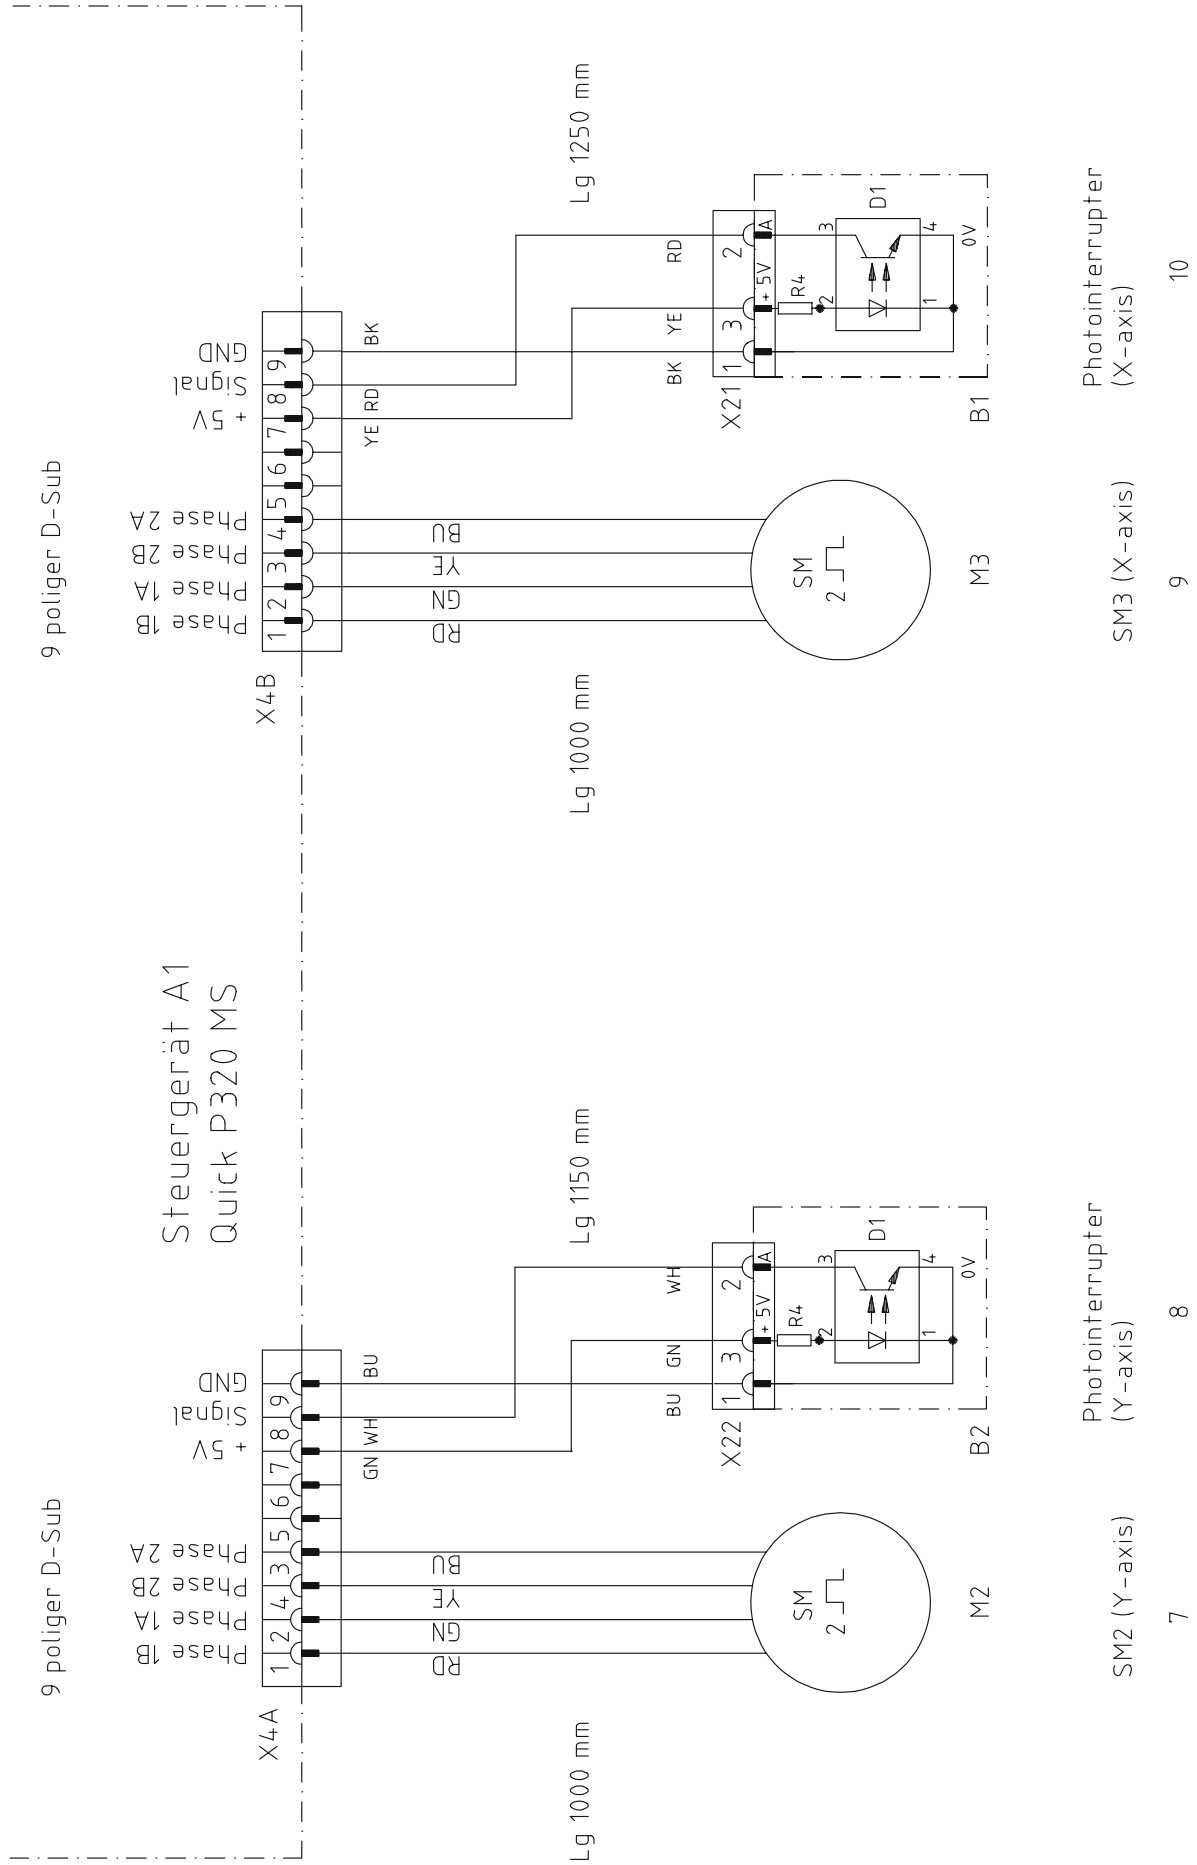 9 poliger D-Sub
X4A
Phase 1B
Phase 1A
Phase 2B
Phase 2A
+ 5V
Signal
GND
1
2
4
3
5
6
7
8
9
RD
GN
YE
BU
GN
WH
BU
Lg 1000 mm
Lg 1150 mm
SM
2
M2
SM2 (Y-axis)
7
BU
GN
WH
X22
1
3
2
+ 5V
A
R4
2
3
D1
1
4
0V
B2
Photointerrupter
(Y-axis)
8
Steuergerät A1
Quick P320 MS
9 poliger D-Sub
X4B
Phase 1B
Phase 1A
Phase 2B
Phase 2A
+ 5V
Signal
GND
1
2
3
4
5
6
7
8
9
RD
GN
YE
BU
YE
RD
BK
Lg 1000 mm
Lg 1250 mm
SM
2
M3
SM3 (X-axis)
9
BK
YE
RD
X21
1
3
2
+ 5V
A
R4
2
3
D1
1
4
0V
B1
Photointerrupter
(X-axis)
10